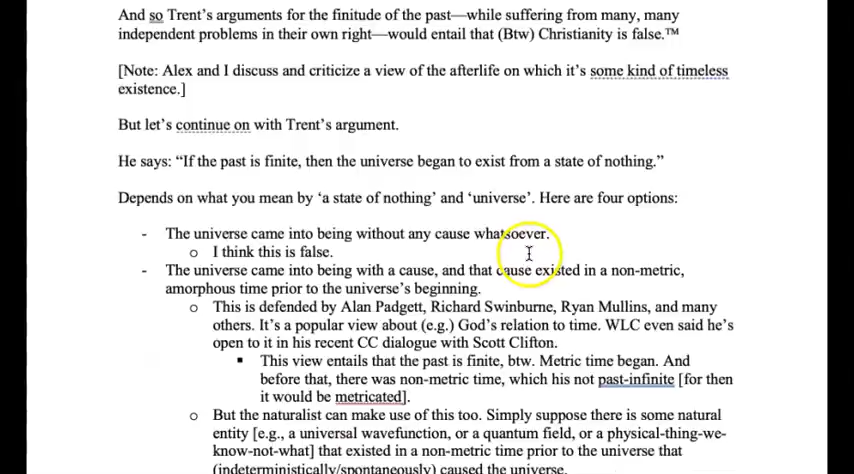 And so Trent’s arguments for the finitude of the past—while suffering from many, many
independent problems in their own right—would entail that (Btw) Christianity is false.™
[Note: Alex and I discuss and criticize a view of the afterlife on which it’s some kind of timeless
existence.]
But let’s continue on with Trent’s argument.
He says: “If the past is finite, then the universe began to exist from a state of nothing.”
Depends on what you mean by ‘a state of nothing’ and ‘universe’. Here are four options:
- The universe came into being without any cause whatsoever.
o I think this is false.
- The universe came into being with a cause, and that cause existed in a non-metric,
amorphous time prior to the universe’s beginning.
o This is defended by Alan Padgett, Richard Swinburne, Ryan Mullins, and many
others. It’s a popular view about (e.g.) God’s relation to time. WLC even said he’s
open to it in his recent CC dialogue with Scott Clifton.
▪ This view entails that the past is finite, btw. Metric time began. And
before that, there was non-metric time, which his not past-infinite [for then
it would be metricated].
o But the naturalist can make use of this too. Simply suppose there is some natural
entity [e.g., a universal wavefunction, or a quantum field, or a physical-thing-we-
know-not-what] that existed in a non-metric time prior to the universe that
(indeterministically/spontaneously) caused the universe.